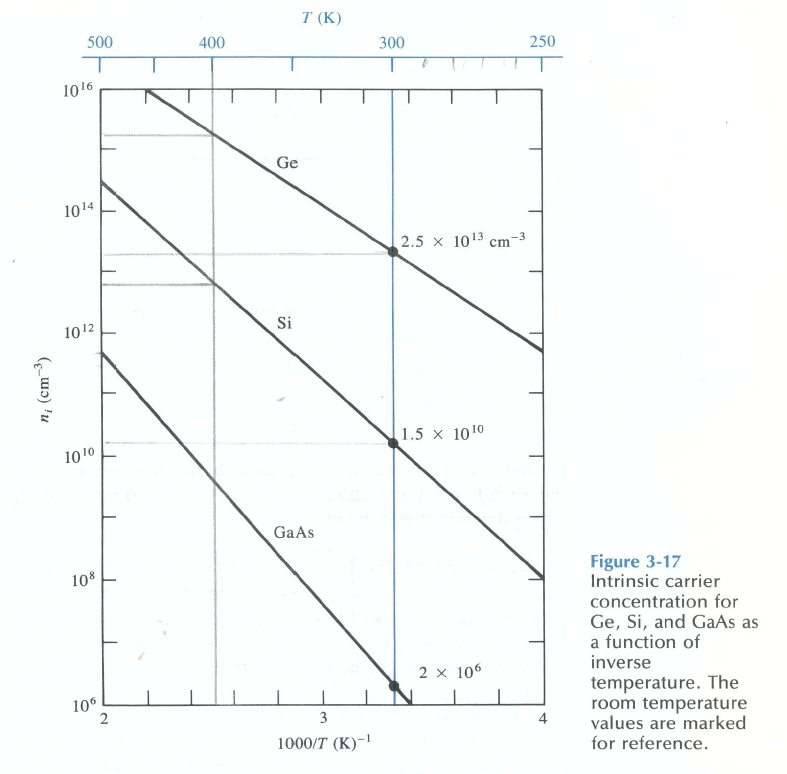 T (K)
500 400 300 250
10^16
Ge
10^14
2.5 × 10^13 cm^−3
Si
10^12
n_i (cm^−3)
1.5 × 10^10
10^10
GaAs
10^8
2 × 10^6
10^6
2 3 4
1000/T (K)^−1
Figure 3-17
Intrinsic carrier
concentration for
Ge, Si, and GaAs as
a function of
inverse
temperature. The
room temperature
values are marked
for reference.